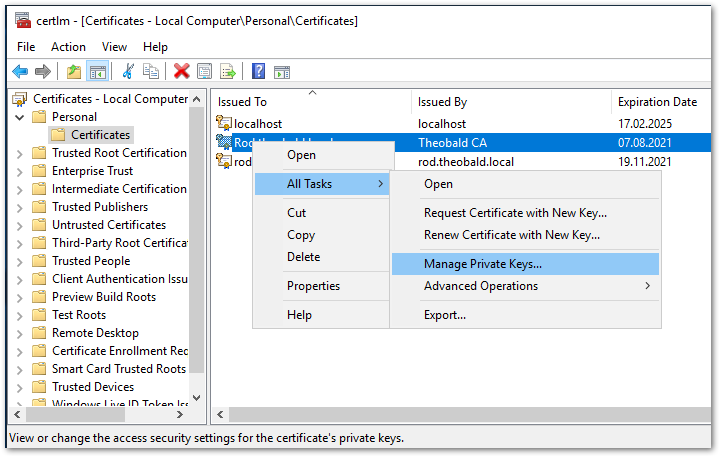 certlm - [Certificates - Local Computer\Personal\Certificates]
File Action View Help
Certificates - Local Computer
Personal
Certificates
Trusted Root Certification
Enterprise Trust
Intermediate Certification
Trusted Publishers
Untrusted Certificates
Third-Party Root Certificat
Trusted People
Client Authentication Issu
Preview Build Roots
Test Roots
Remote Desktop
Certificate Enrollment Rec
Smart Card Trusted Roots
Trusted Devices
Windows Live ID Token Iss
Issued To Issued By Expiration Date
localhost localhost 17.02.2025
Theobald CA 07.08.2021
rod rod.theobald.local 19.11.2021
Open
All Tasks
Cut
Copy
Delete
Properties
Help
Open
Request Certificate with New Key...
Renew Certificate with New Key...
Manage Private Keys...
Advanced Operations
Export...
View or change the access security settings for the certificate's private keys.